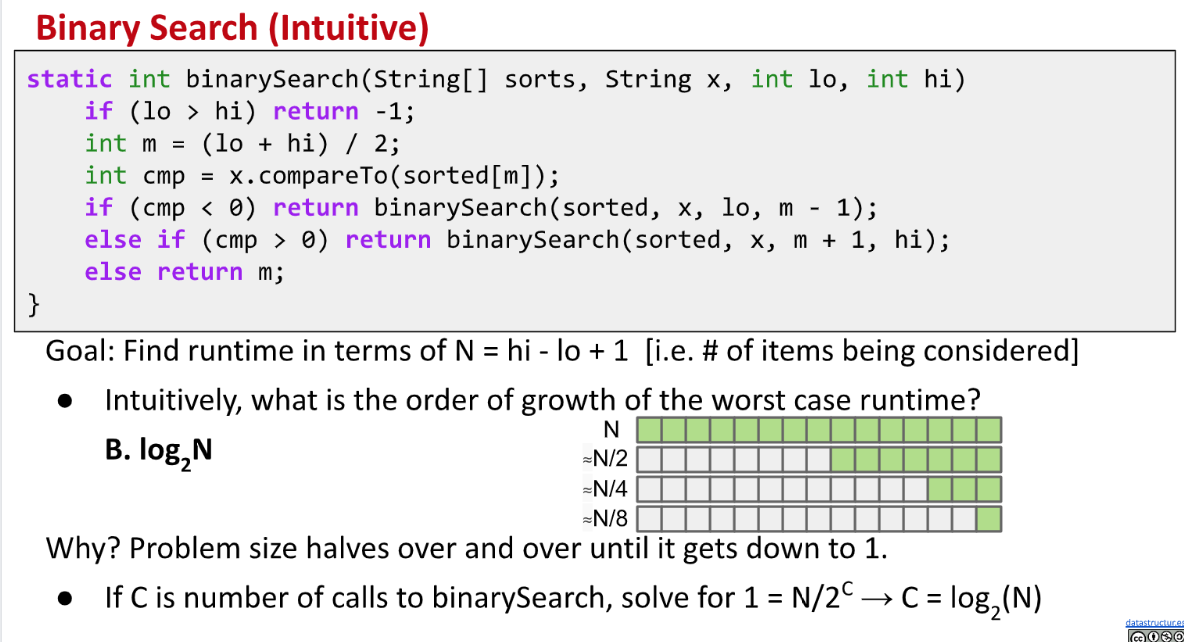 Binary Search (Intuitive)
static int binarySearch(String[] sorts, String x, int lo, int hi)
    if (lo > hi) return -1;
    int m = (lo + hi) / 2;
    int cmp = x.compareTo(sorted[m]);
    if (cmp < 0) return binarySearch(sorted, x, lo, m - 1);
    else if (cmp > 0) return binarySearch(sorted, x, m + 1, hi);
    else return m;
}
Goal: Find runtime in terms of N = hi - lo + 1 [i.e. # of items being considered]
● Intuitively, what is the order of growth of the worst case runtime?
B. log₂N
N
≈N/2
≈N/4
≈N/8
Why? Problem size halves over and over until it gets down to 1.
● If C is number of calls to binarySearch, solve for 1 = N/2ᶜ → C = log₂(N)
datastructur.es